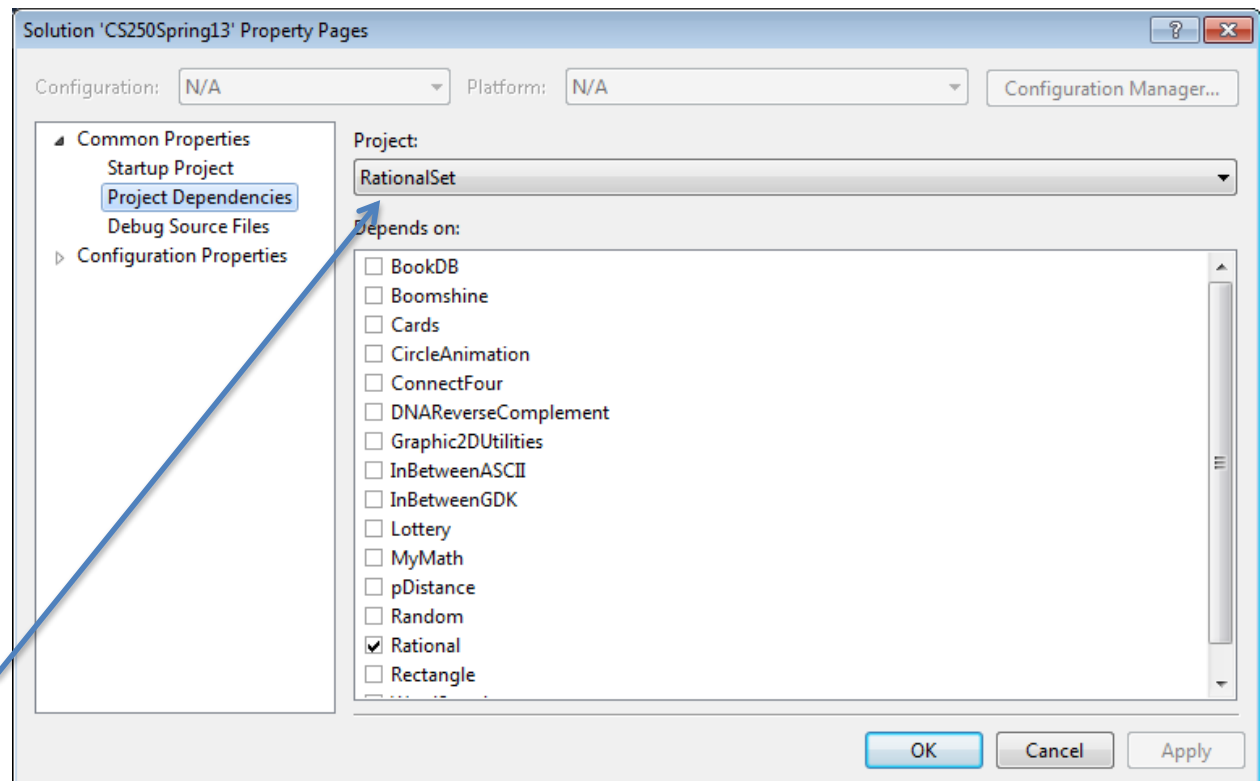 Solution 'CS250Spring13' Property Pages
Configuration: N/A Platform: N/A Configuration Manager...
Common Properties
Startup Project
Project Dependencies
Debug Source Files
Configuration Properties
Project:
RationalSet
Depends on:
BookDB
Boomshine
Cards
CircleAnimation
ConnectFour
DNAReverseComplement
Graphic2DUtilities
InBetweenASCII
InBetweenGDK
Lottery
MyMath
pDistance
Random
Rational
Rectangle
OK Cancel Apply